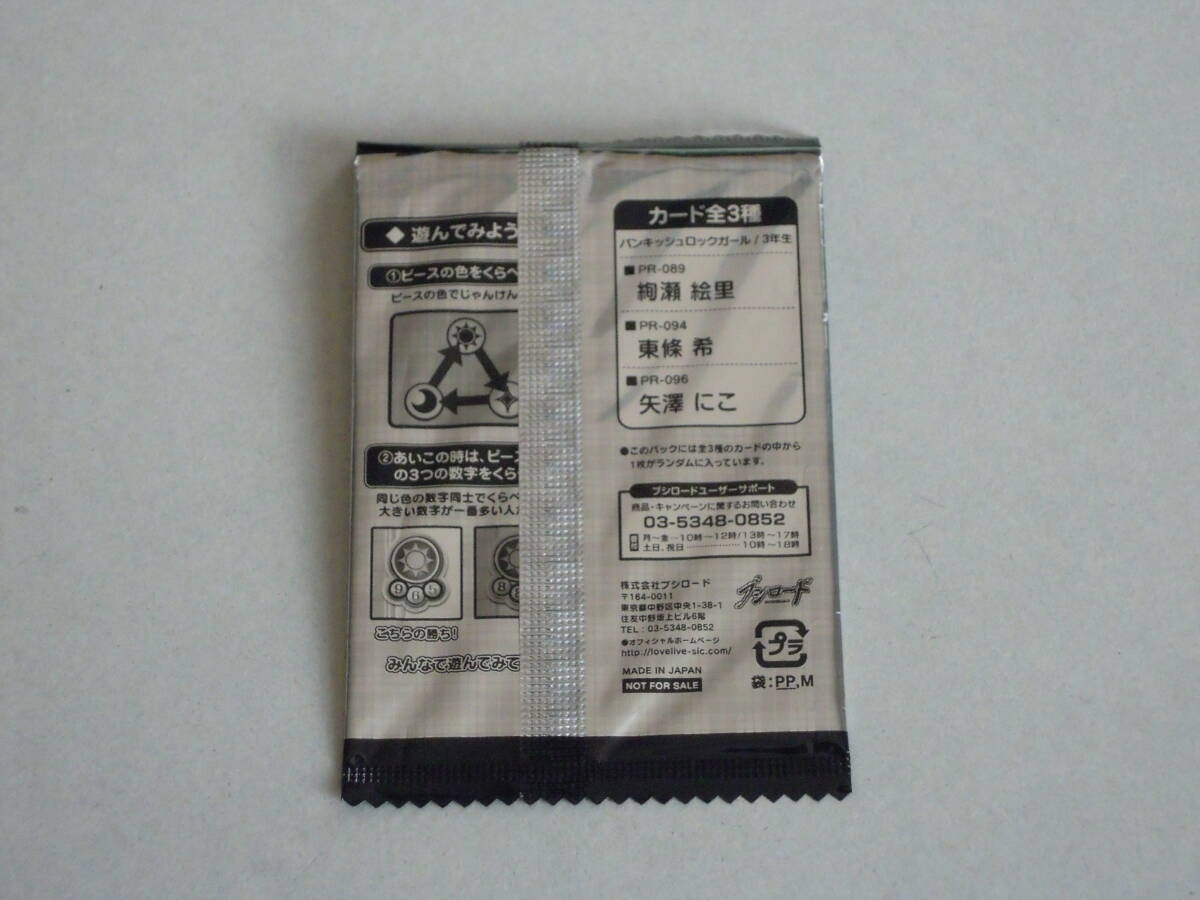 ◆ 遊んでみよう
①ピースの色をくらべ
ピースの色でじゃんけん
②あいこの時は、ピース
の3つの数字をくら
同じ色の数字同士でくらべ
大きい数字が一番多い人
9 6 5
8
こちらの勝ち!
みんなで遊んでみて
カード全3種
パンキッシュロックガール / 3年生
■PR-089
絢瀬 絵里
■PR-094
東條 希
■PR-096
矢澤 にこ
●このパックには全3種のカードの中から
1枚がランダムに入っています。
ブシロードユーザーサポート
商品・キャンペーンに関するお問い合わせ
03-5348-0852
月〜金…10時〜12時/13時〜17時
土日、祝日………………10時〜18時
株式会社ブシロード
〒164-0011
東京都中野区中央1-38-1
住友中野坂上ビル6階
TEL:03-5348-0852
●オフィシャルホームページ
http://lovelive-sic.com/
MADE IN JAPAN
NOT FOR SALE
ブシロード
プラ
袋:PP,M